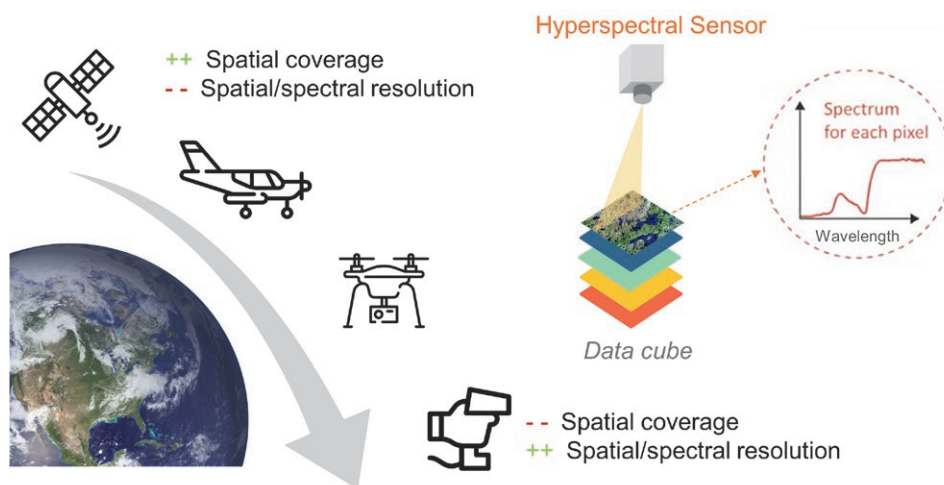 Hyperspectral Sensor
++ Spatial coverage
-- Spatial/spectral resolution
Spectrum
for each pixel
Wavelength
Data cube
-- Spatial coverage
++ Spatial/spectral resolution